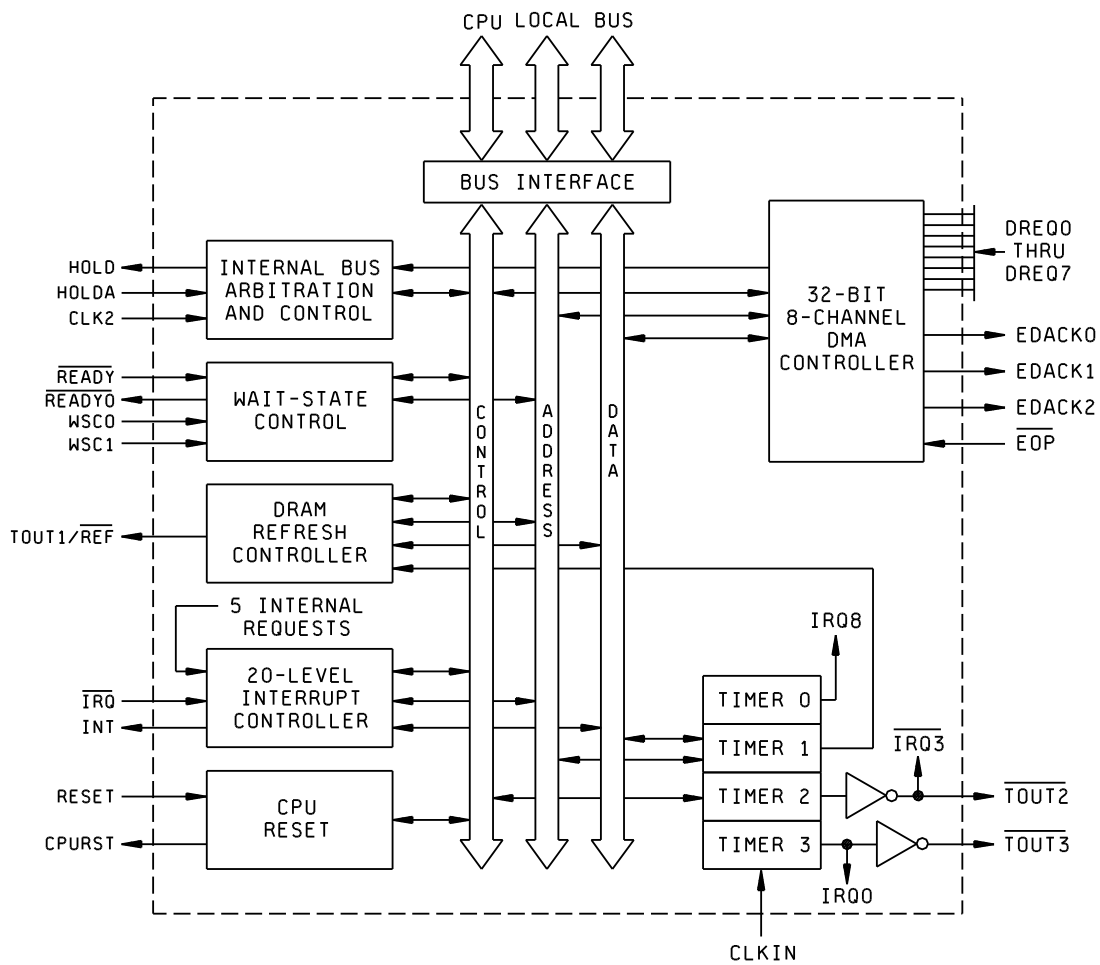 CPU LOCAL BUS
BUS INTERFACE
HOLD
HOLDA
CLK2
INTERNAL BUS
ARBITRATION
AND CONTROL
32-BIT
8-CHANNEL
DMA
CONTROLLER
DREQ0
THRU
DREQ7
EDACK0
EDACK1
EDACK2
EOP
READY
READYO
WSC0
WSC1
WAIT-STATE
CONTROL
CONTROL
ADDRESS
DATA
TOUT1/REF
DRAM
REFRESH
CONTROLLER
5 INTERNAL
REQUESTS
IRQ
INT
20-LEVEL
INTERRUPT
CONTROLLER
RESET
CPURST
CPU
RESET
IRQ8
TIMER 0
TIMER 1
TIMER 2
TIMER 3
IRQ3
TOUT2
TOUT3
IRQ0
CLKIN